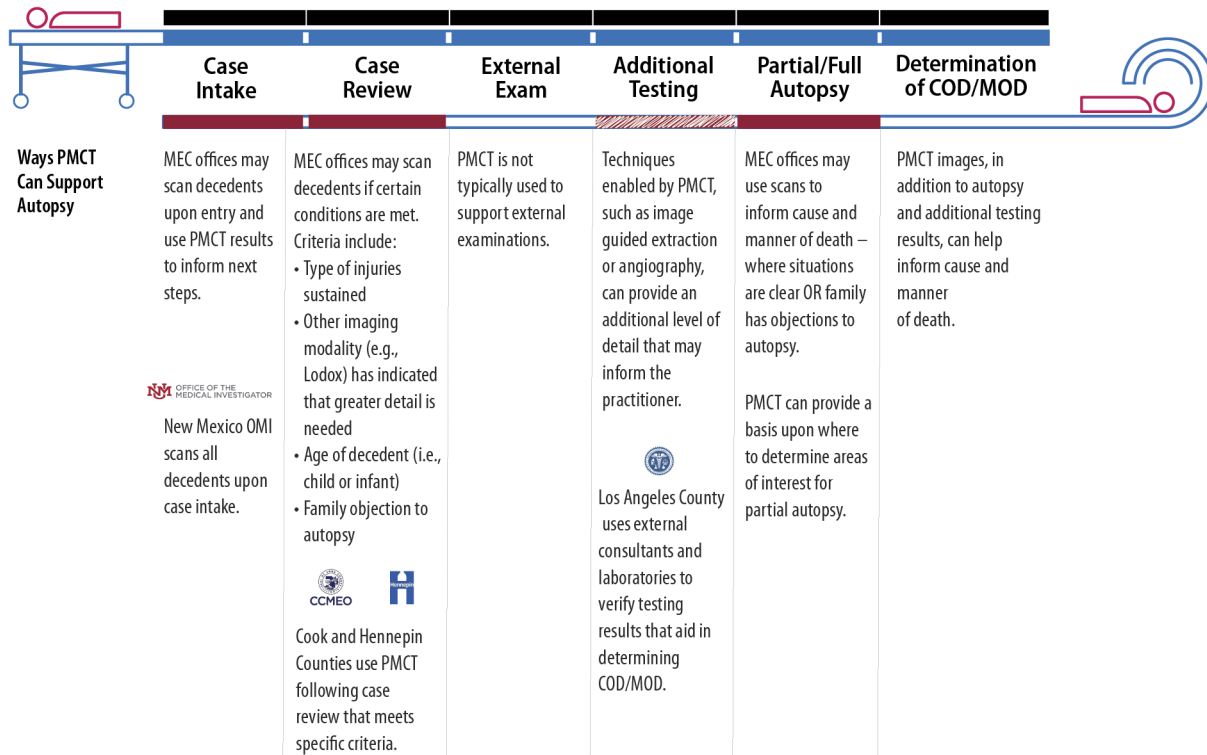 Case
Intake
Case
Review
External
Exam
Additional
Testing
Partial/Full
Autopsy
Determination
of COD/MOD
Ways PMCT
Can Support
Autopsy
MEC offices may
scan decedents
upon entry and
use PMCT results
to inform next
steps.
NM OFFICE OF THE
MEDICAL INVESTIGATOR
New Mexico OMI
scans all
decedents upon
case intake.
MEC offices may scan
decedents if certain
conditions are met.
Criteria include:
• Type of injuries
sustained
• Other imaging
modality (e.g.,
Lodox) has indicated
that greater detail is
needed
• Age of decedent (i.e.,
child or infant)
• Family objection to
autopsy
CCMEO
Hennepin
Cook and Hennepin
Counties use PMCT
following case
review that meets
specific criteria.
PMCT is not
typically used to
support external
examinations.
Techniques
enabled by PMCT,
such as image
guided extraction
or angiography,
can provide an
additional level of
detail that may
inform the
practitioner.
Los Angeles County
uses external
consultants and
laboratories to
verify testing
results that aid in
determining
COD/MOD.
MEC offices may
use scans to
inform cause and
manner of death –
where situations
are clear OR family
has objections to
autopsy.
PMCT can provide a
basis upon where
to determine areas
of interest for
partial autopsy.
PMCT images, in
addition to autopsy
and additional testing
results, can help
inform cause and
manner
of death.